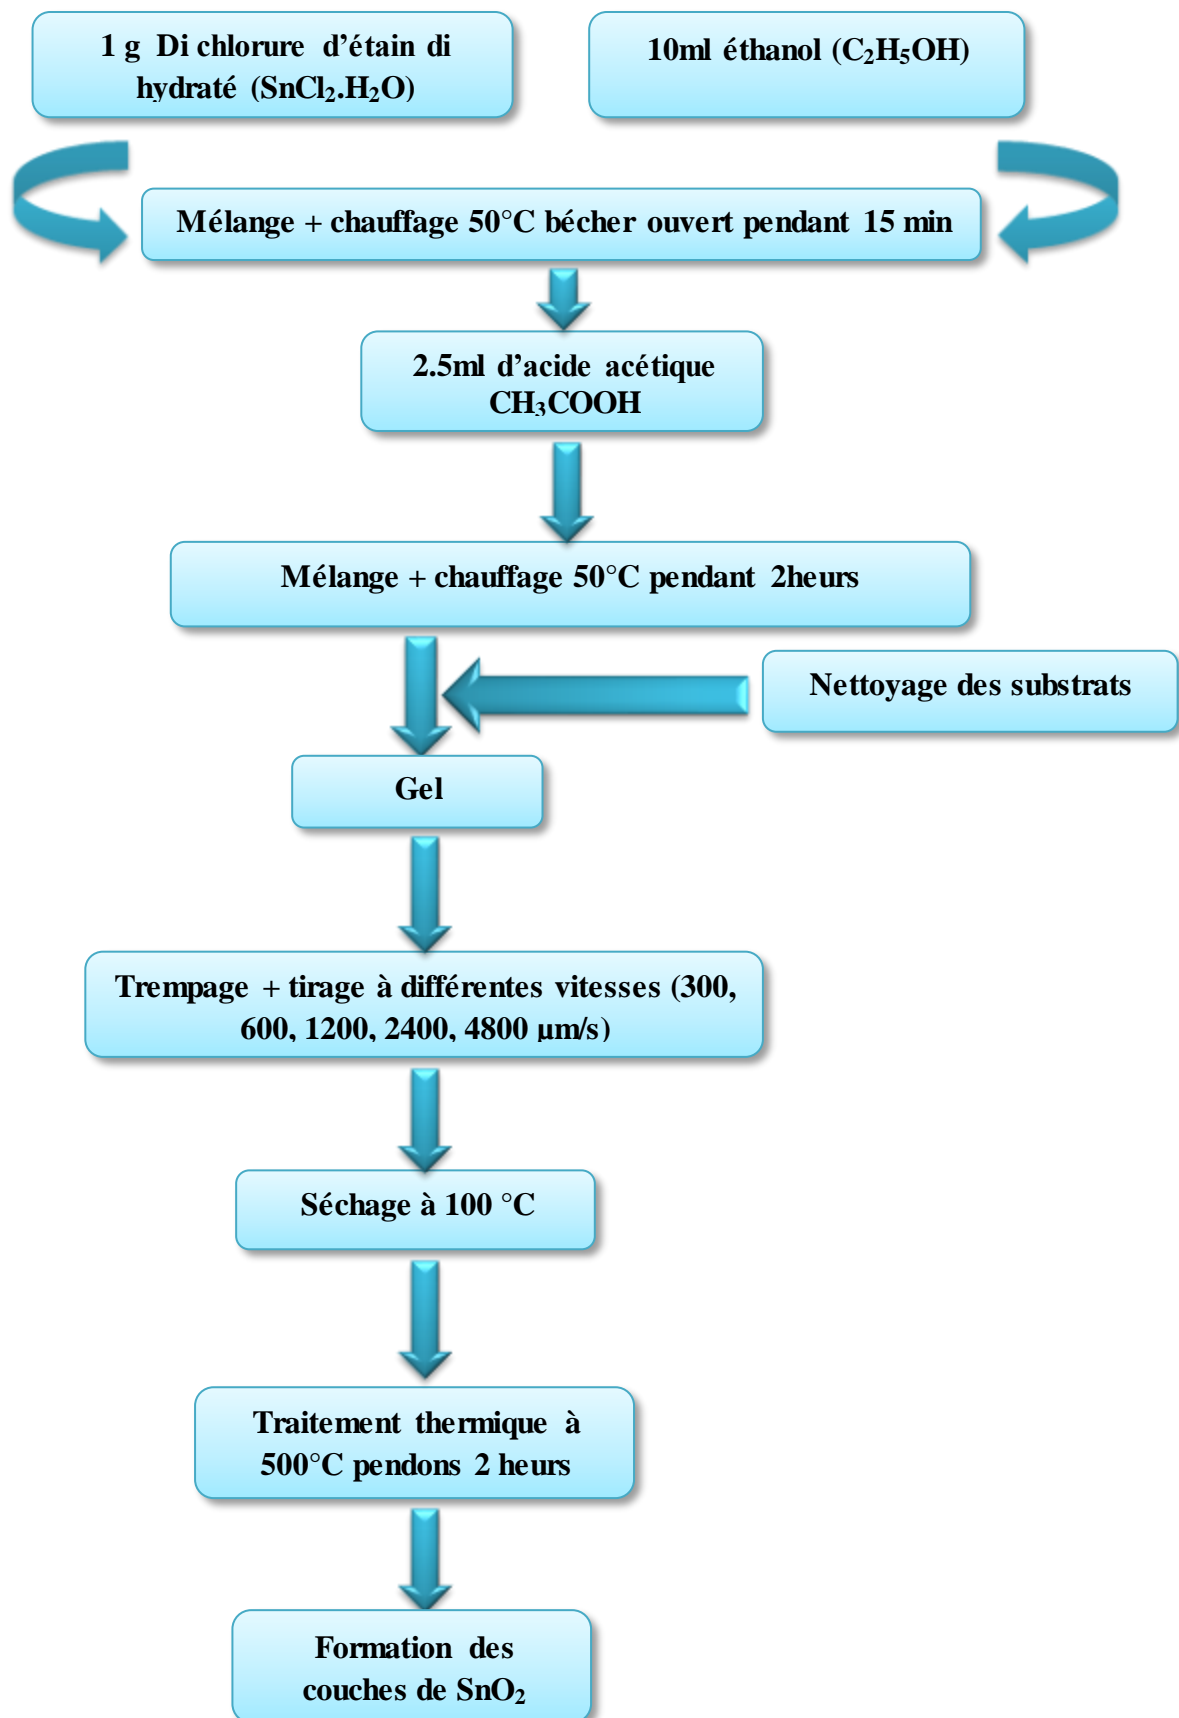 1 g Di chlorure d’étain di
hydraté (SnCl₂.H₂O)
10ml éthanol (C₂H₅OH)
Mélange + chauffage 50°C bécher ouvert pendant 15 min
2.5ml d’acide acétique
CH₃COOH
Mélange + chauffage 50°C pendant 2heurs
Nettoyage des substrats
Gel
Trempage + tirage à différentes vitesses (300,
600, 1200, 2400, 4800 µm/s)
Séchage à 100 °C
Traitement thermique à
500°C pendons 2 heurs
Formation des
couches de SnO₂